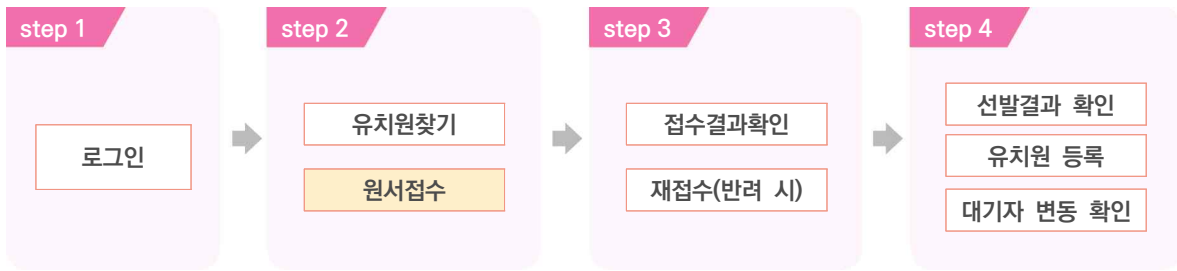 step 1
로그인
step 2
유치원찾기
원서접수
step 3
접수결과확인
재접수(반려 시)
step 4
선발결과 확인
유치원 등록
대기자 변동 확인